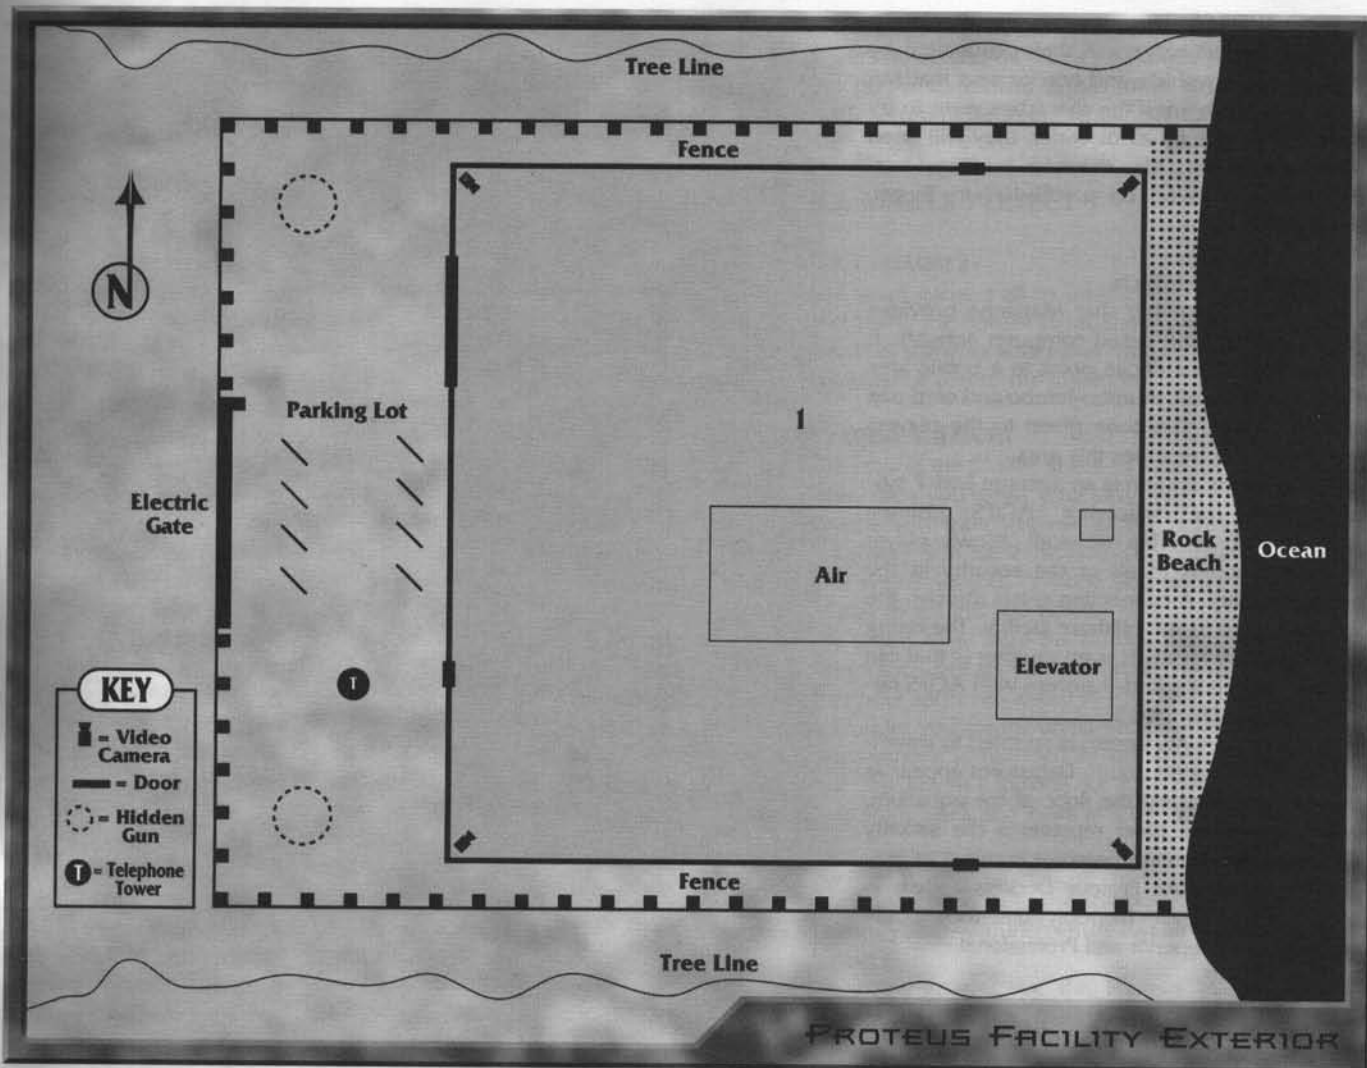 Tree Line
Fence
N
Parking Lot
1
Electric
Gate
Air
Rock
Beach
Ocean
Elevator
T
KEY
= Video
Camera
= Door
= Hidden
Gun
T = Telephone
Tower
Fence
Tree Line
PROTEUS FACILITY EXTERIOR